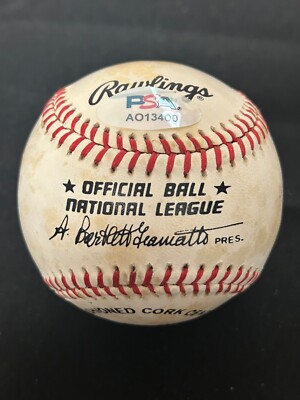 Rawlings®
PSA
AO13400
★ OFFICIAL BALL ★
NATIONAL LEAGUE
A. Bartlett Giamatti PRES.
CORK